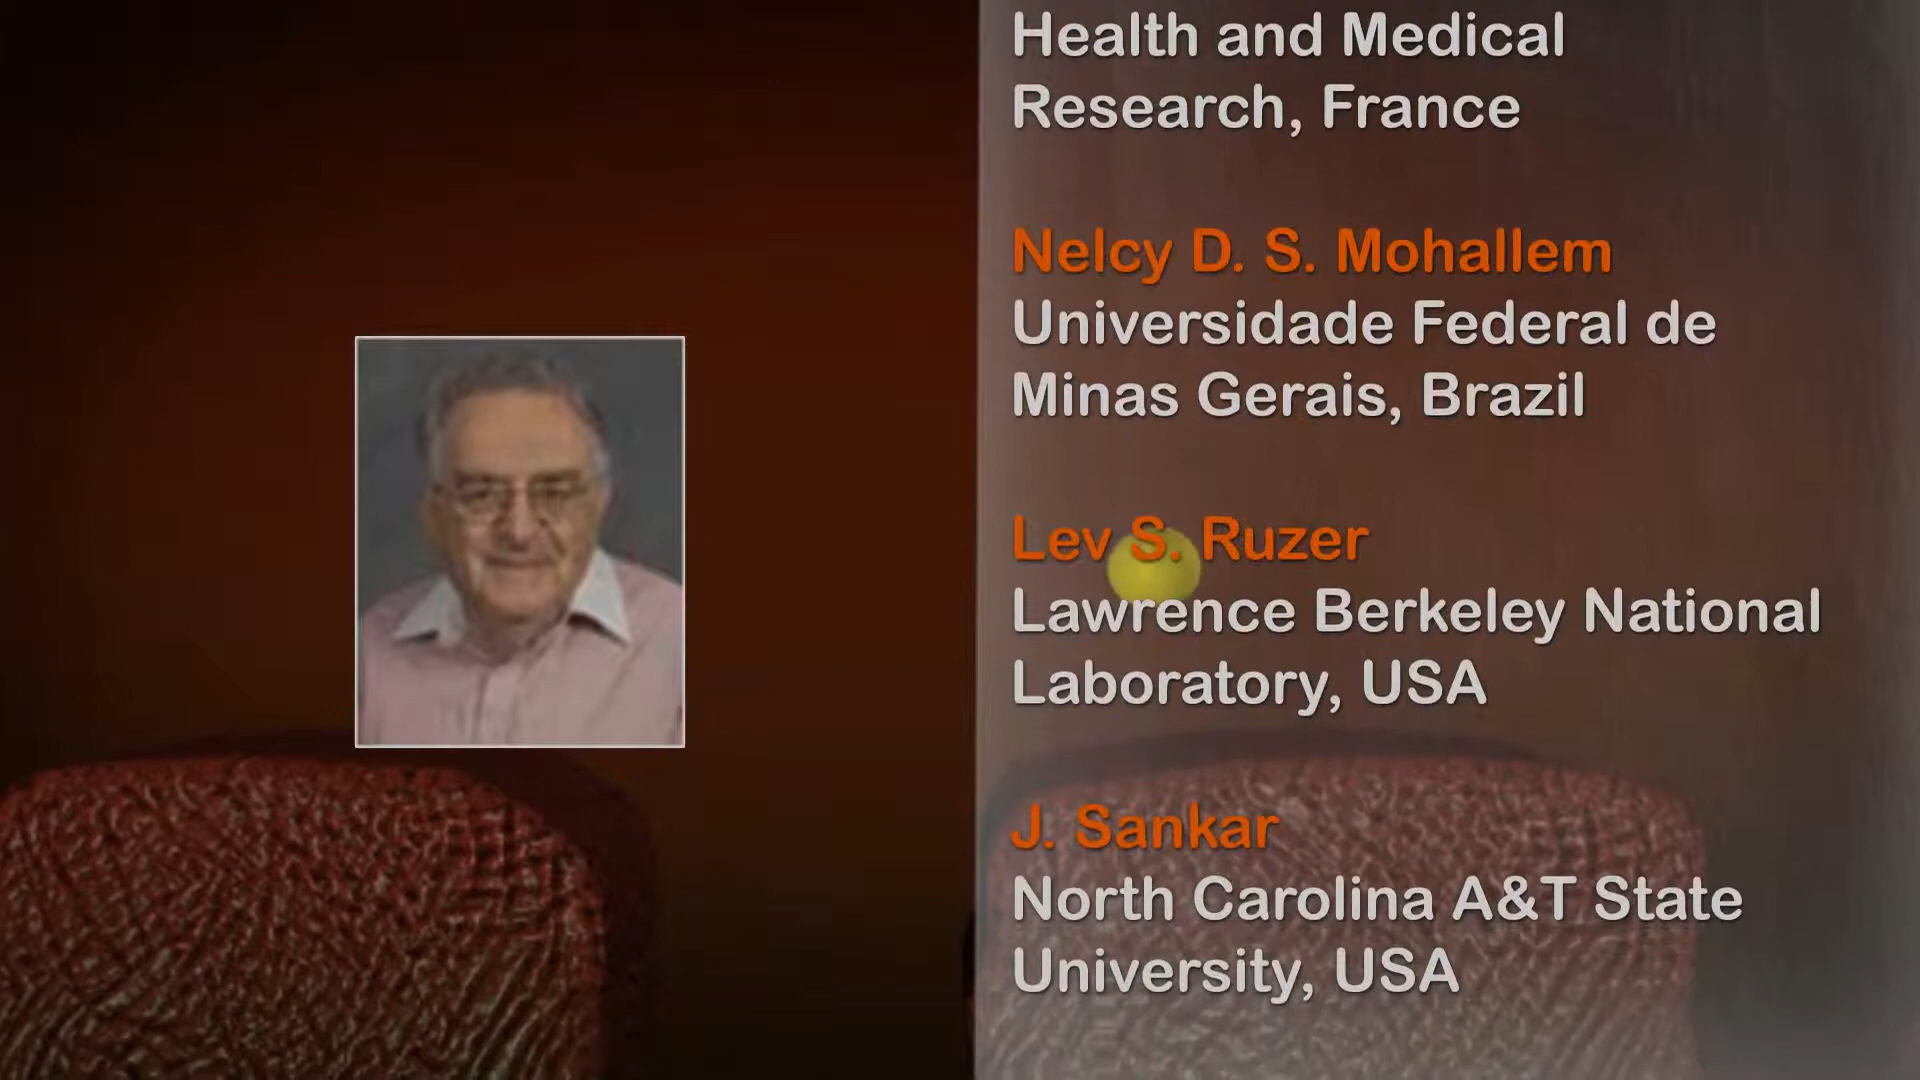 Health and Medical
Research, France
Nelcy D. S. Mohallem
Universidade Federal de
Minas Gerais, Brazil
Lev S. Ruzer
Lawrence Berkeley National
Laboratory, USA
J. Sankar
North Carolina A&T State
University, USA